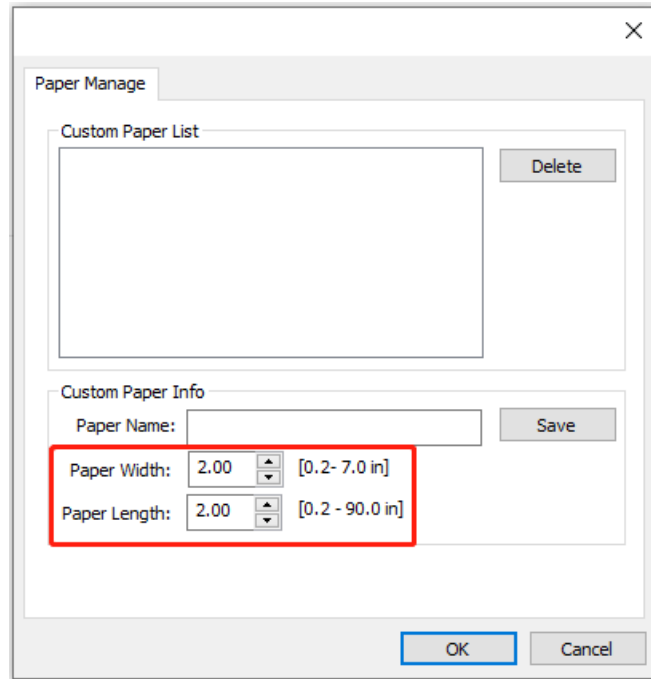 Paper Manage
Custom Paper List
Delete
Custom Paper Info
Paper Name:
Save
Paper Width: 2.00 [0.2- 7.0 in]
Paper Length: 2.00 [0.2 - 90.0 in]
OK Cancel